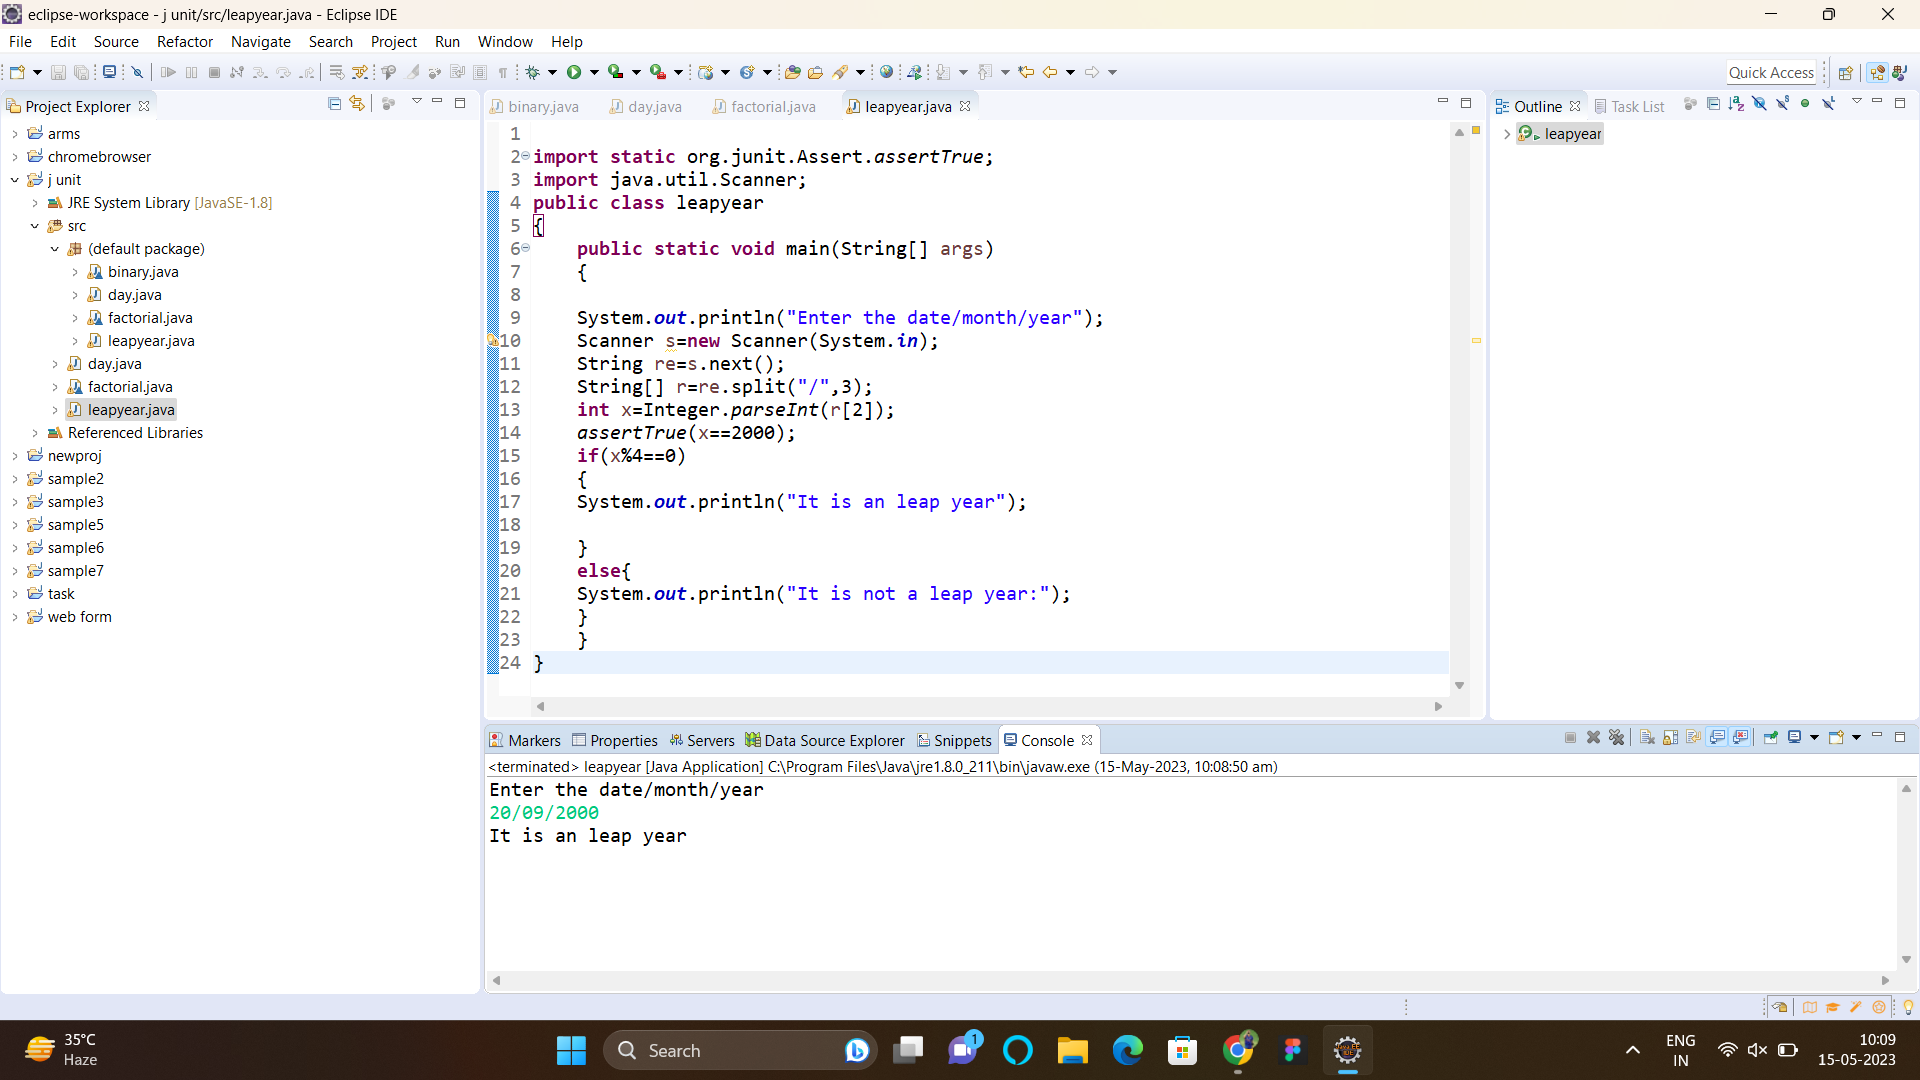 eclipse-workspace - j unit/src/leapyear.java - Eclipse IDE
File Edit Source Refactor Navigate Search Project Run Window Help
Quick Access
Project Explorer
arms
chromebrowser
j unit
JRE System Library [JavaSE-1.8]
src
(default package)
binary.java
day.java
factorial.java
leapyear.java
day.java
factorial.java
leapyear.java
Referenced Libraries
newproj
sample2
sample3
sample5
sample6
sample7
task
web form
binary.java day.java factorial.java leapyear.java
1
2 import static org.junit.Assert.assertTrue;
3 import java.util.Scanner;
4 public class leapyear
5 {
6 public static void main(String[] args)
7 {
8
9 System.out.println("Enter the date/month/year");
10 Scanner s=new Scanner(System.in);
11 String re=s.next();
12 String[] r=re.split("/",3);
13 int x=Integer.parseInt(r[2]);
14 assertTrue(x==2000);
15 if(x%4==0)
16 {
17 System.out.println("It is an leap year");
18
19 }
20 else{
21 System.out.println("It is not a leap year:");
22 }
23 }
24 }
Outline Task List
leapyear
Markers Properties Servers Data Source Explorer Snippets Console
<terminated> leapyear [Java Application] C:\Program Files\Java\jre1.8.0_211\bin\javaw.exe (15-May-2023, 10:08:50 am)
Enter the date/month/year
20/09/2000
It is an leap year
35°C
Haze
Search
1
ENG
IN
10:09
15-05-2023